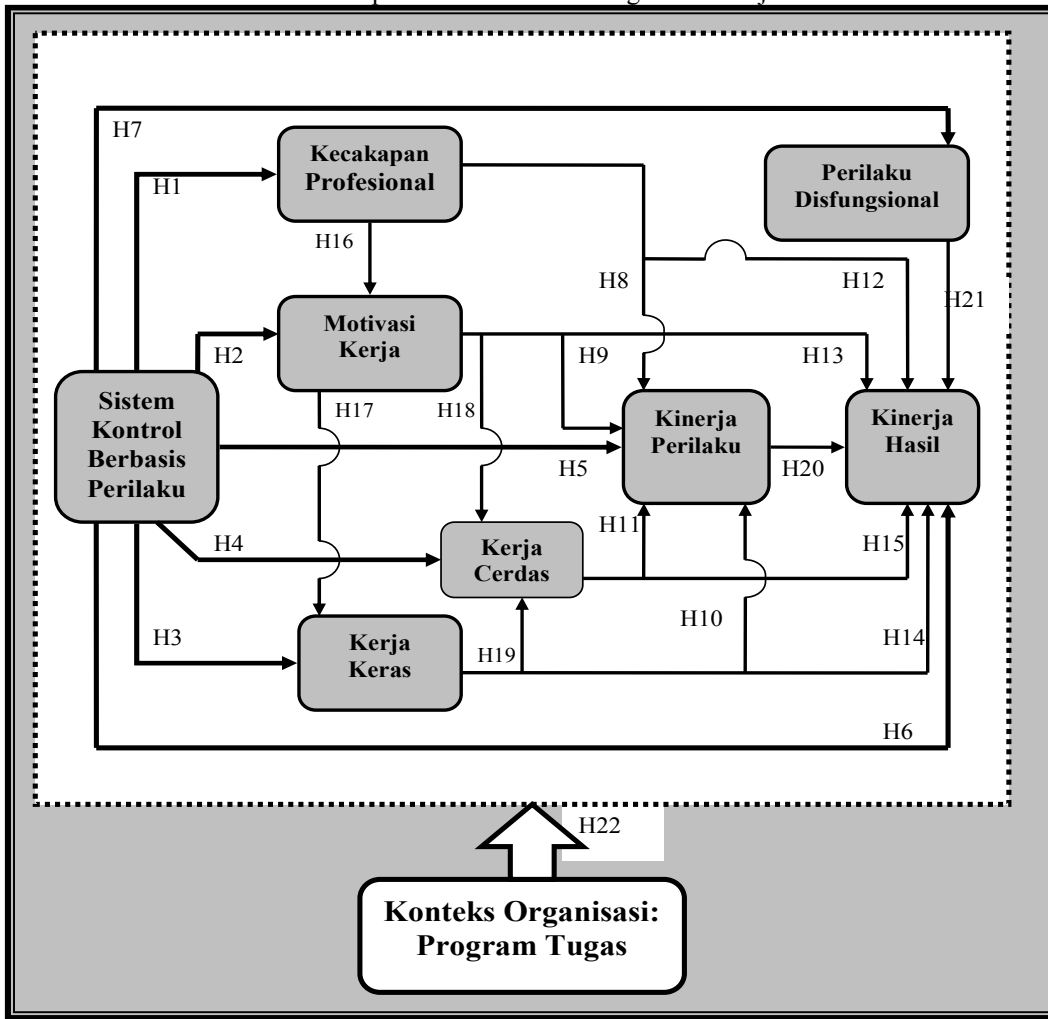 H7
Kecakapan
Profesional
Perilaku
Disfungsional
H1
H16
H8
H12
H21
Motivasi
Kerja
H2
H9
H13
Sistem
Kontrol
Berbasis
Perilaku
H17
H18
Kinerja
Perilaku
Kinerja
Hasil
H5
H20
H11
H4
Kerja
Cerdas
H15
H3
Kerja
Keras
H19
H10
H14
H6
H22
Konteks Organisasi:
Program Tugas